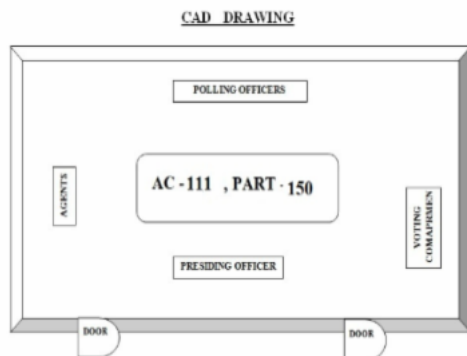 CAD DRAWING
POLLING OFFICERS
AGENTS
AC -111 , PART - 150
VOTING
COMAPRMEN
PRESIDING OFFICER
DOOR
DOOR